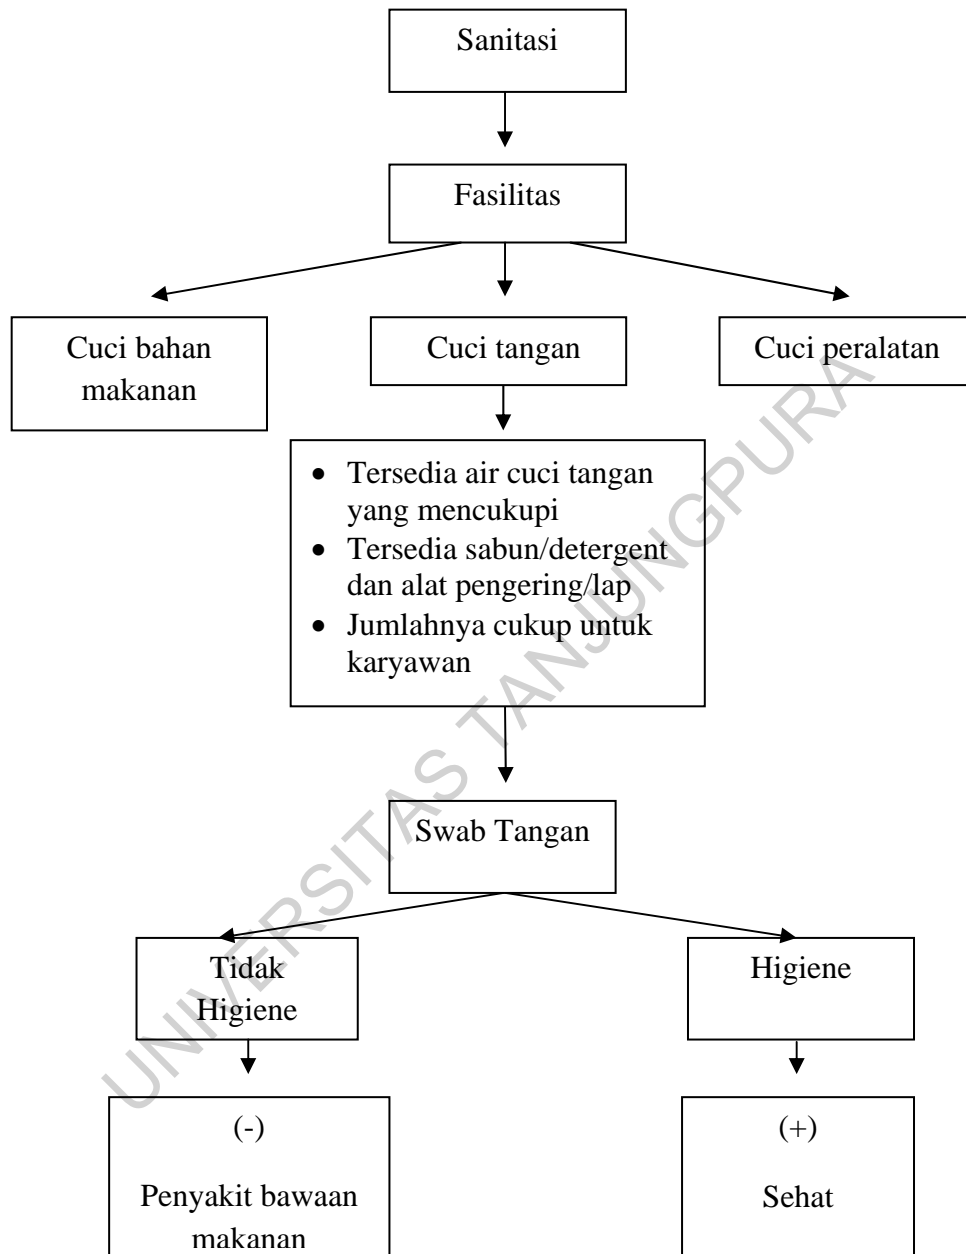 Sanitasi
Fasilitas
Cuci bahan
makanan
Cuci tangan
Cuci peralatan
• Tersedia air cuci tangan
yang mencukupi
• Tersedia sabun/detergent
dan alat pengering/lap
• Jumlahnya cukup untuk
karyawan
Swab Tangan
Tidak
Higiene
Higiene
(-)
Penyakit bawaan
makanan
(+)
Sehat
UNIVERSITAS TANJUNGPURA